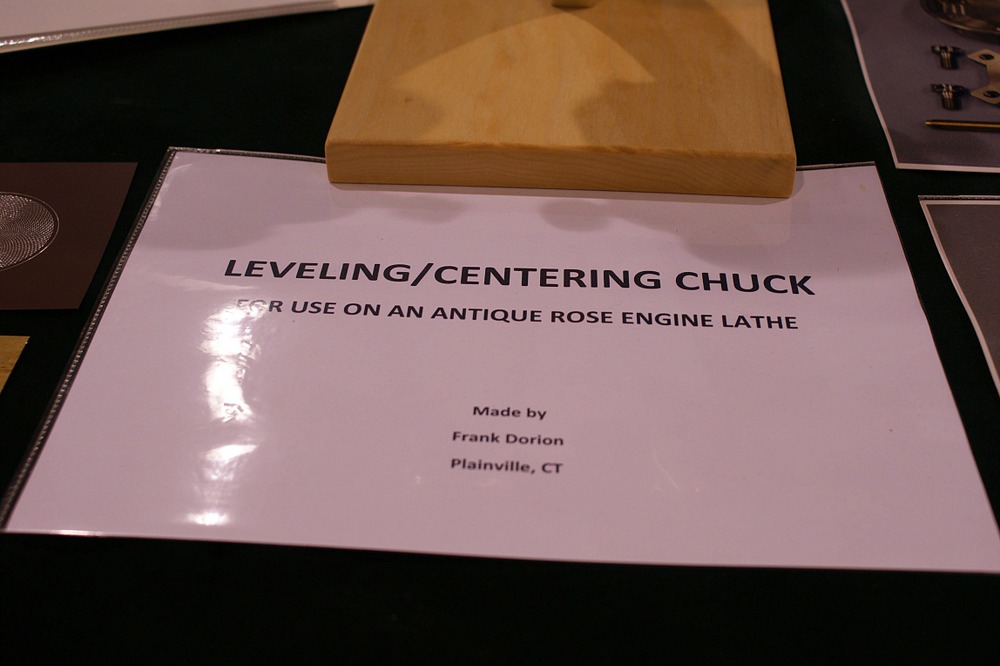 LEVELING/CENTERING CHUCK
FOR USE ON AN ANTIQUE ROSE ENGINE LATHE
Made by
Frank Dorion
Plainville, CT